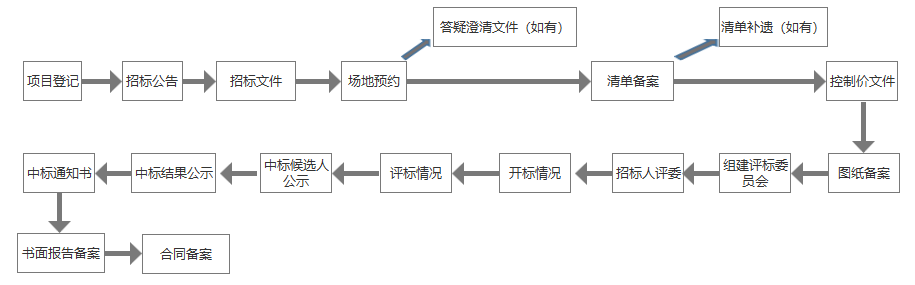 答疑澄清文件（如有）
清单补遗（如有）
项目登记
招标公告
招标文件
场地预约
清单备案
控制价文件
图纸备案
组建评标委
员会
招标人评委
开标情况
评标情况
中标候选人
公示
中标结果公示
中标通知书
书面报告备案
合同备案